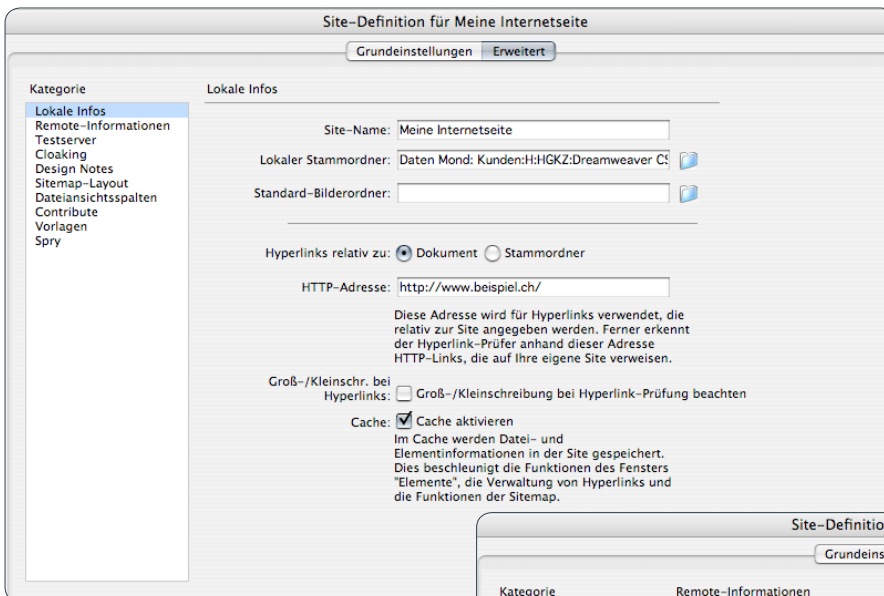 Site-Definition für Meine Internetseite
Grundeinstellungen Erweitert
Kategorie
Lokale Infos
Remote-Informationen
Testserver
Cloaking
Design Notes
Sitemap-Layout
Dateiansichtsspalten
Contribute
Vorlagen
Spry
Lokale Infos
Site-Name: Meine Internetseite
Lokaler Stammordner: Daten Mond: Kunden:H:HGKZ:Dreamweaver CS
Standard-Bilderordner:
Hyperlinks relativ zu: Dokument Stammordner
HTTP-Adresse: http://www.beispiel.ch/
Diese Adresse wird für Hyperlinks verwendet, die
relativ zur Site angegeben werden. Ferner erkennt
der Hyperlink-Prüfer anhand dieser Adresse
HTTP-Links, die auf Ihre eigene Site verweisen.
Groß-/Kleinschr. bei
Hyperlinks: Groß-/Kleinschreibung bei Hyperlink-Prüfung beachten
Cache: Cache aktivieren
Im Cache werden Datei- und
Elementinformationen in der Site gespeichert.
Dies beschleunigt die Funktionen des Fensters
"Elemente", die Verwaltung von Hyperlinks und
die Funktionen der Sitemap.
Site-Definitio
Grundeins
Kategorie
Remote-Informationen